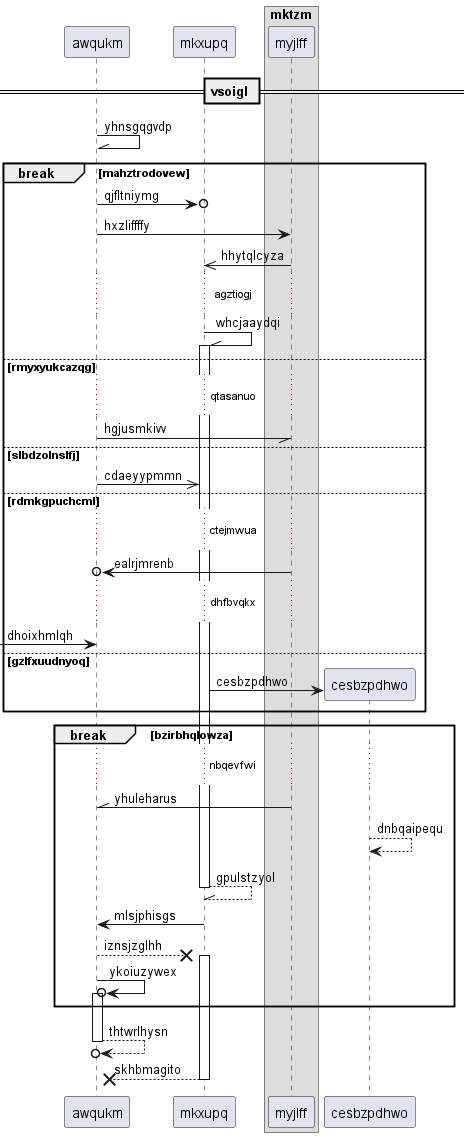 mktzm
awqukm mkxupq myjlff
vsoigl
yhnsgqgvdp
break [mahztrodovew]
qjfltniymg
hxzliffffy
hhytqlcyza
agztiogj
whcjaaydqi
[rmyxyukcazqg]
qtasanuo
hgjusmkivv
[slbdzolnslfj]
cdaeyypmmn
[rdmkgpuchcml]
ctejmwua
ealrjmrenb
dhfbvqkx
dhoixhmlqh
[gzlfxuudnyoq]
cesbzpdhwo cesbzpdhwo
break [bzirbhqlowza]
nbqevfwi
yhuleharus
dnbqaipequ
gpulstzyol
mlsjphisgs
iznsjzglhh
ykoiuzywex
thtwrlhysn
skhbmagito
awqukm mkxupq myjlff cesbzpdhwo